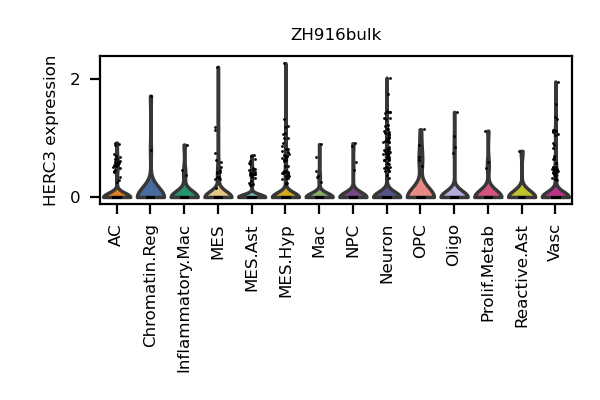 ZH916bulk
HERC3 expression
2
0
AC
Chromatin.Reg
Inflammatory.Mac
MES
MES.Ast
MES.Hyp
Mac
NPC
Neuron
OPC
Oligo
Prolif.Metab
Reactive.Ast
Vasc